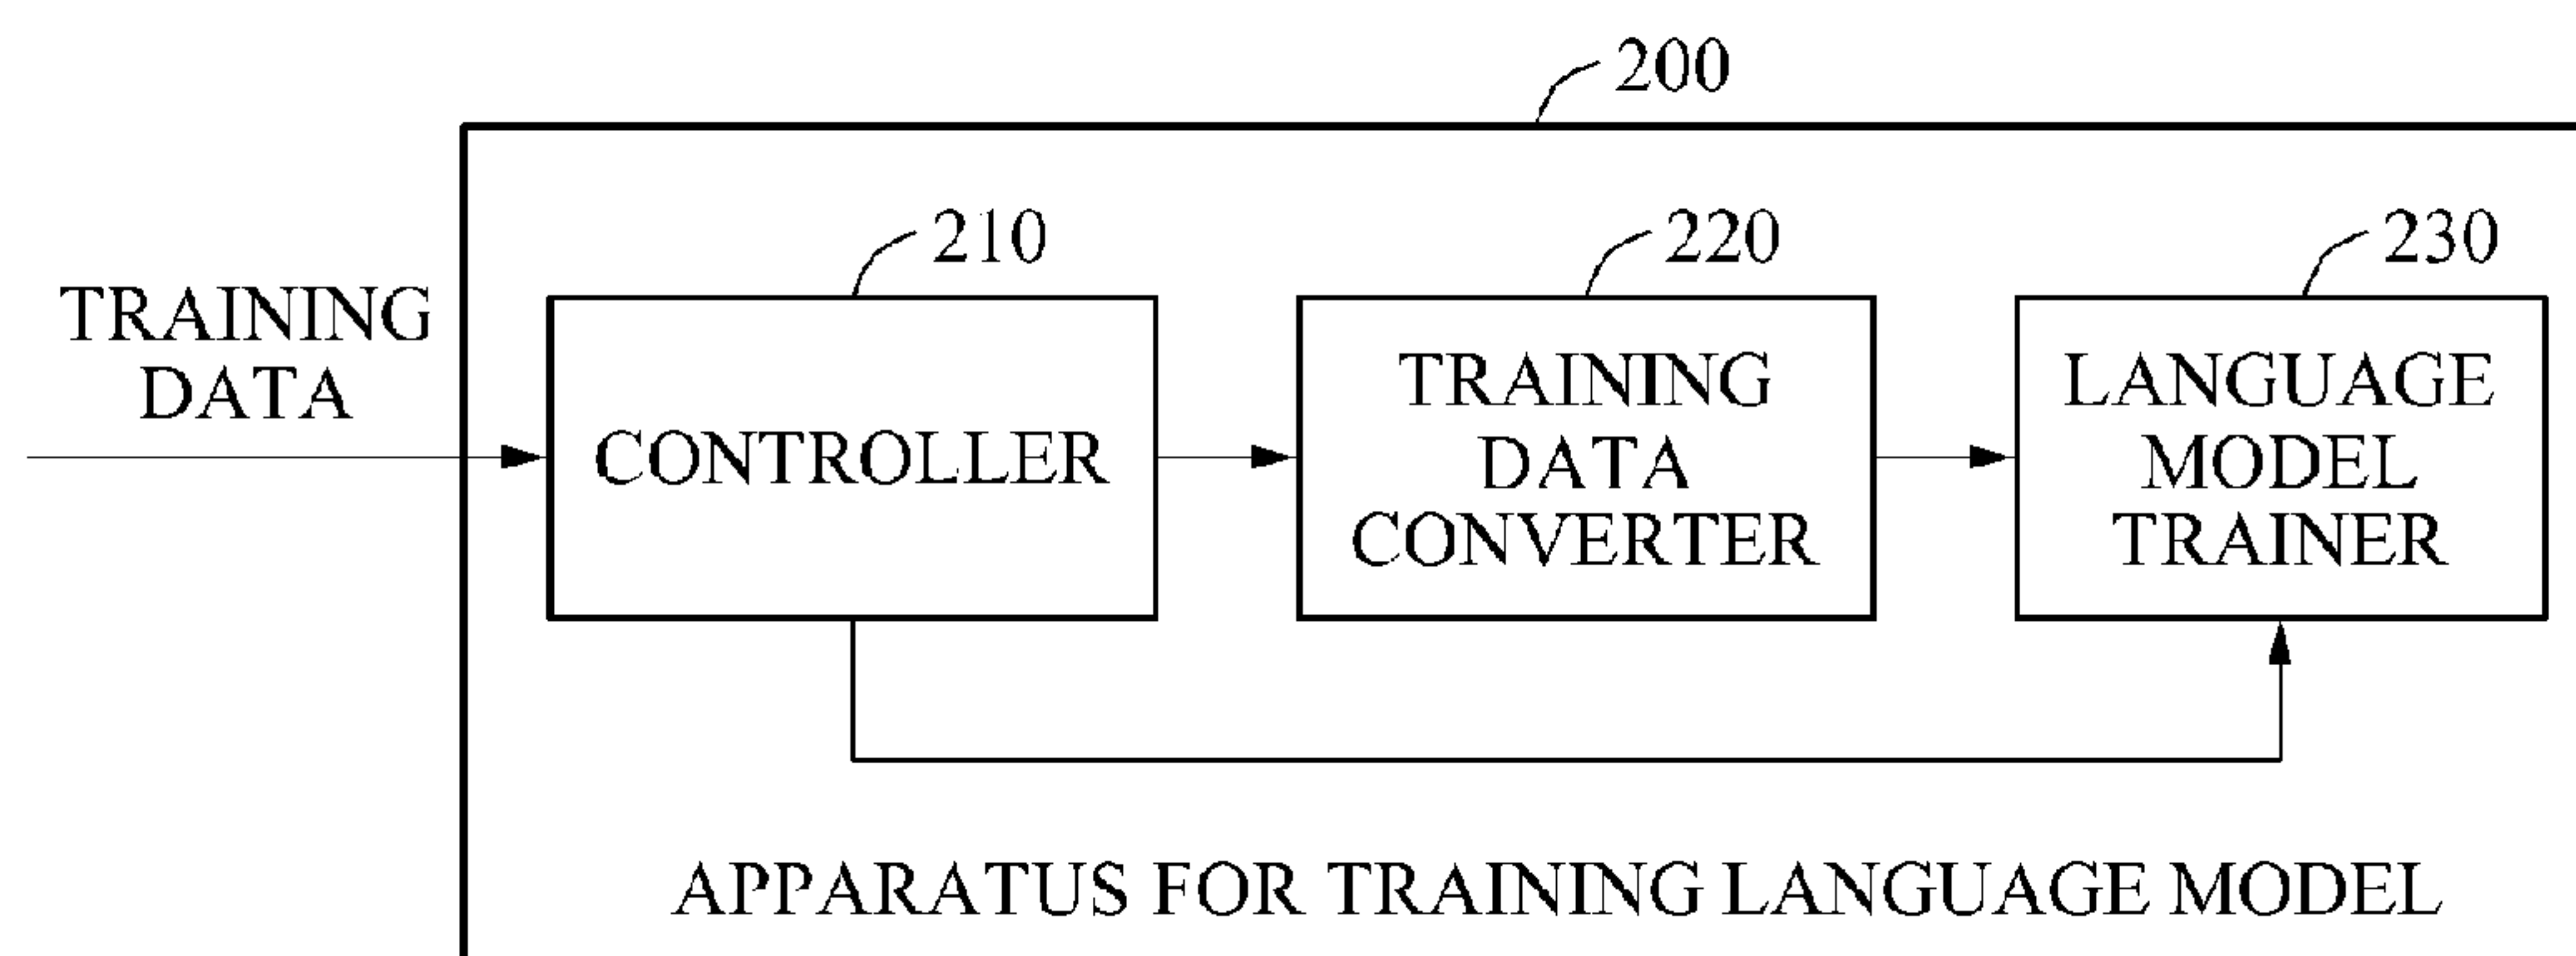 200
210
220
230
TRAINING
DATA
CONTROLLER
TRAINING
DATA
CONVERTER
LANGUAGE
MODEL
TRAINER
APPARATUS FOR TRAINING LANGUAGE MODEL